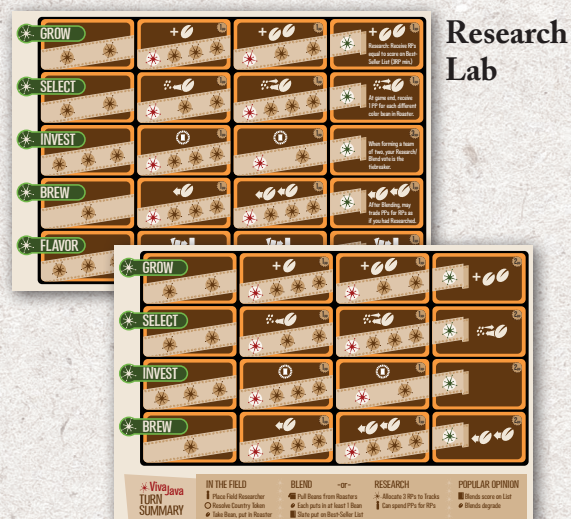 Research
Lab
GROW
+
+
+
Research: Receive RPs
equal to score on Best-
Seller List (3RP min.)
SELECT
At game end, receive
1 PP for each different
color bean in Roaster.
INVEST
When forming a team
of two, your Research/
Blend vote is the
tiebreaker.
BREW
After Blending, may
trade PPs for RPs as
if you had Researched.
FLAVOR
GROW
+
+
+
SELECT
INVEST
BREW
VivaJava
TURN
SUMMARY
IN THE FIELD
Place Field Researcher
Resolve Country Token
Take Bean, put in Roaster
BLEND
Pull Beans from Roasters
Each puts in at least 1 Bean
Slate put on Best-Seller List
-or-
RESEARCH
Allocate 3 RPs to Tracks
Can spend PPs for RPs
POPULAR OPINION
Blends score on List
Blends degrade